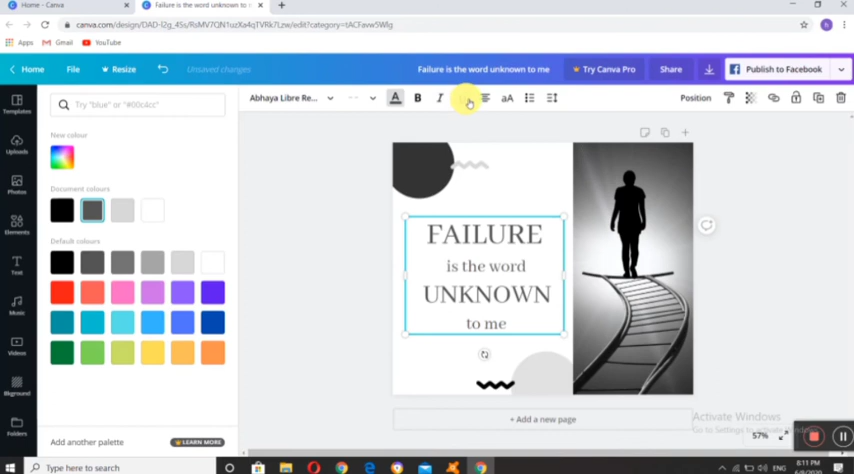 Home - Canva
Failure is the word unknown to
canva.com/design/DAD-I2g_4Ss/RsMV7QN1uzXa4qTVRk7Lzw/edit?category=tACFavw5WIg
Apps
Gmail
YouTube
Home
File
Resize
Unsaved changes
Failure is the word unknown to me
Try Canva Pro
Share
Publish to Facebook
Try "blue" or "#00c4cc"
Abhaya Libre Re...
A
B
I
aA
Position
Templates
Uploads
Photos
Elements
Text
Music
Videos
Bkground
Folders
New colour
Document colours
Default colours
Add another palette
LEARN MORE
FAILURE
is the word
UNKNOWN
to me
+ Add a new page
Activate Windows
Go to Settings to activate
57%
Type here to search
ENG
8:11 PM
6/8/2020